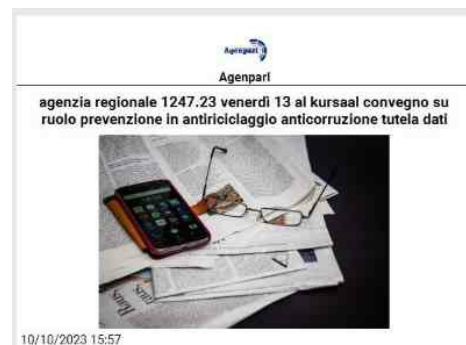 Agenparl
Agenparl
agenzia regionale 1247.23 venerdì 13 al kursaal convegno su
ruolo prevenzione in antiriciclaggio anticorruzione tutela dati
10/10/2023 15:57